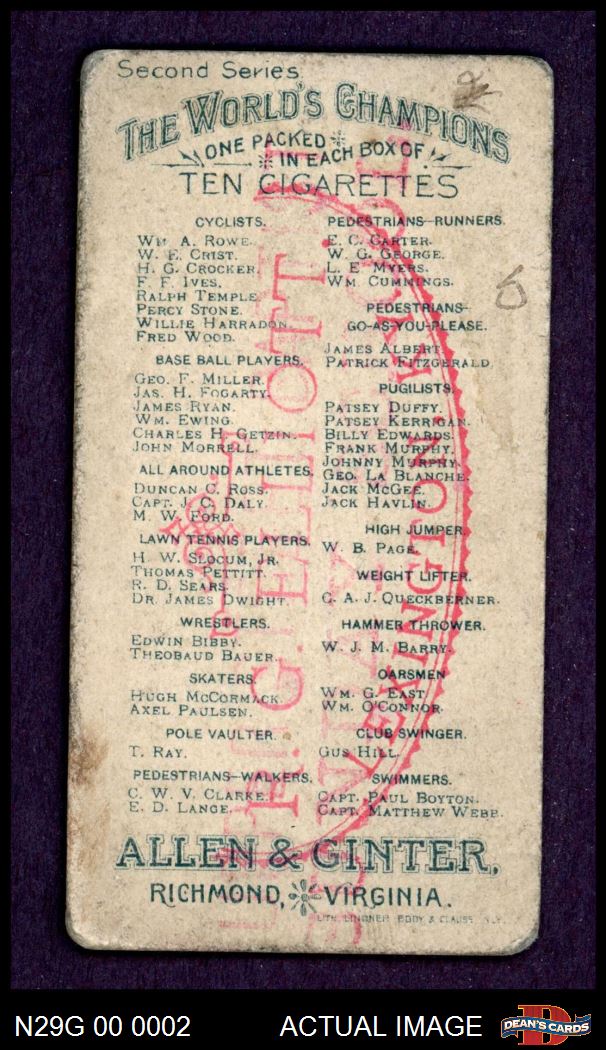 Second Series
THE WORLD'S CHAMPIONS
ONE PACKED
IN EACH BOX OF
TEN CIGARETTES
CYCLISTS.
WM A. ROWE.
W. E. CRIST.
H. G. CROCKER.
F. F. IVES.
RALPH TEMPLE.
PERCY STONE.
WILLIE HARRADON.
FRED WOOD.
BASE BALL PLAYERS.
GEO. F. MILLER.
JAS. H. FOGARTY.
JAMES RYAN.
WM. EWING.
CHARLES H. GETZIN.
JOHN MORRELL.
ALL AROUND ATHLETES.
DUNCAN C. ROSS.
CAPT. J. C. DALY.
M. W. FORD.
LAWN TENNIS PLAYERS.
H. W. SLOCUM, JR.
THOMAS PETTITT.
R. D. SEARS.
DR. JAMES DWIGHT.
WRESTLERS.
EDWIN BIBBY.
THEOBAUD BAUER.
SKATERS.
HUGH MCCORMACK.
AXEL PAULSEN.
POLE VAULTER.
T. RAY.
PEDESTRIANS-WALKERS.
C. W. V. CLARKE.
E. D. LANGE.
PEDESTRIANS-RUNNERS.
E. C. CARTER.
W. G. GEORGE.
L. E. MYERS.
WM. CUMMINGS.
PEDESTRIANS-
GO-AS-YOU-PLEASE.
JAMES ALBERT.
PATRICK FITZGERALD
PUGILISTS.
PATSEY DUFFY.
PATSEY KERRIGAN.
BILLY EDWARDS.
FRANK MURPHY.
JOHNNY MURPHY.
GEO. LA BLANCHE.
JACK MCGEE.
JACK HAVLIN.
HIGH JUMPER.
W. B. PAGE.
WEIGHT LIFTER.
C. A. J. QUECKBERNER.
HAMMER THROWER.
W. J. M. BARRY.
OARSMEN
WM. G. EAST
WM. O'CONNOR.
CLUB SWINGER.
GUS HILL.
SWIMMERS.
CAPT. PAUL BOYTON.
CAPT. MATTHEW WEBB.
ALLEN & GINTER,
RICHMOND, VIRGINIA.
LITH. LINDNER, EDDY & CLAUSS, N.Y.
ELLIOTT
LEXINGTON,
N29G 00 0002
ACTUAL IMAGE
D
DEAN'S CARDS